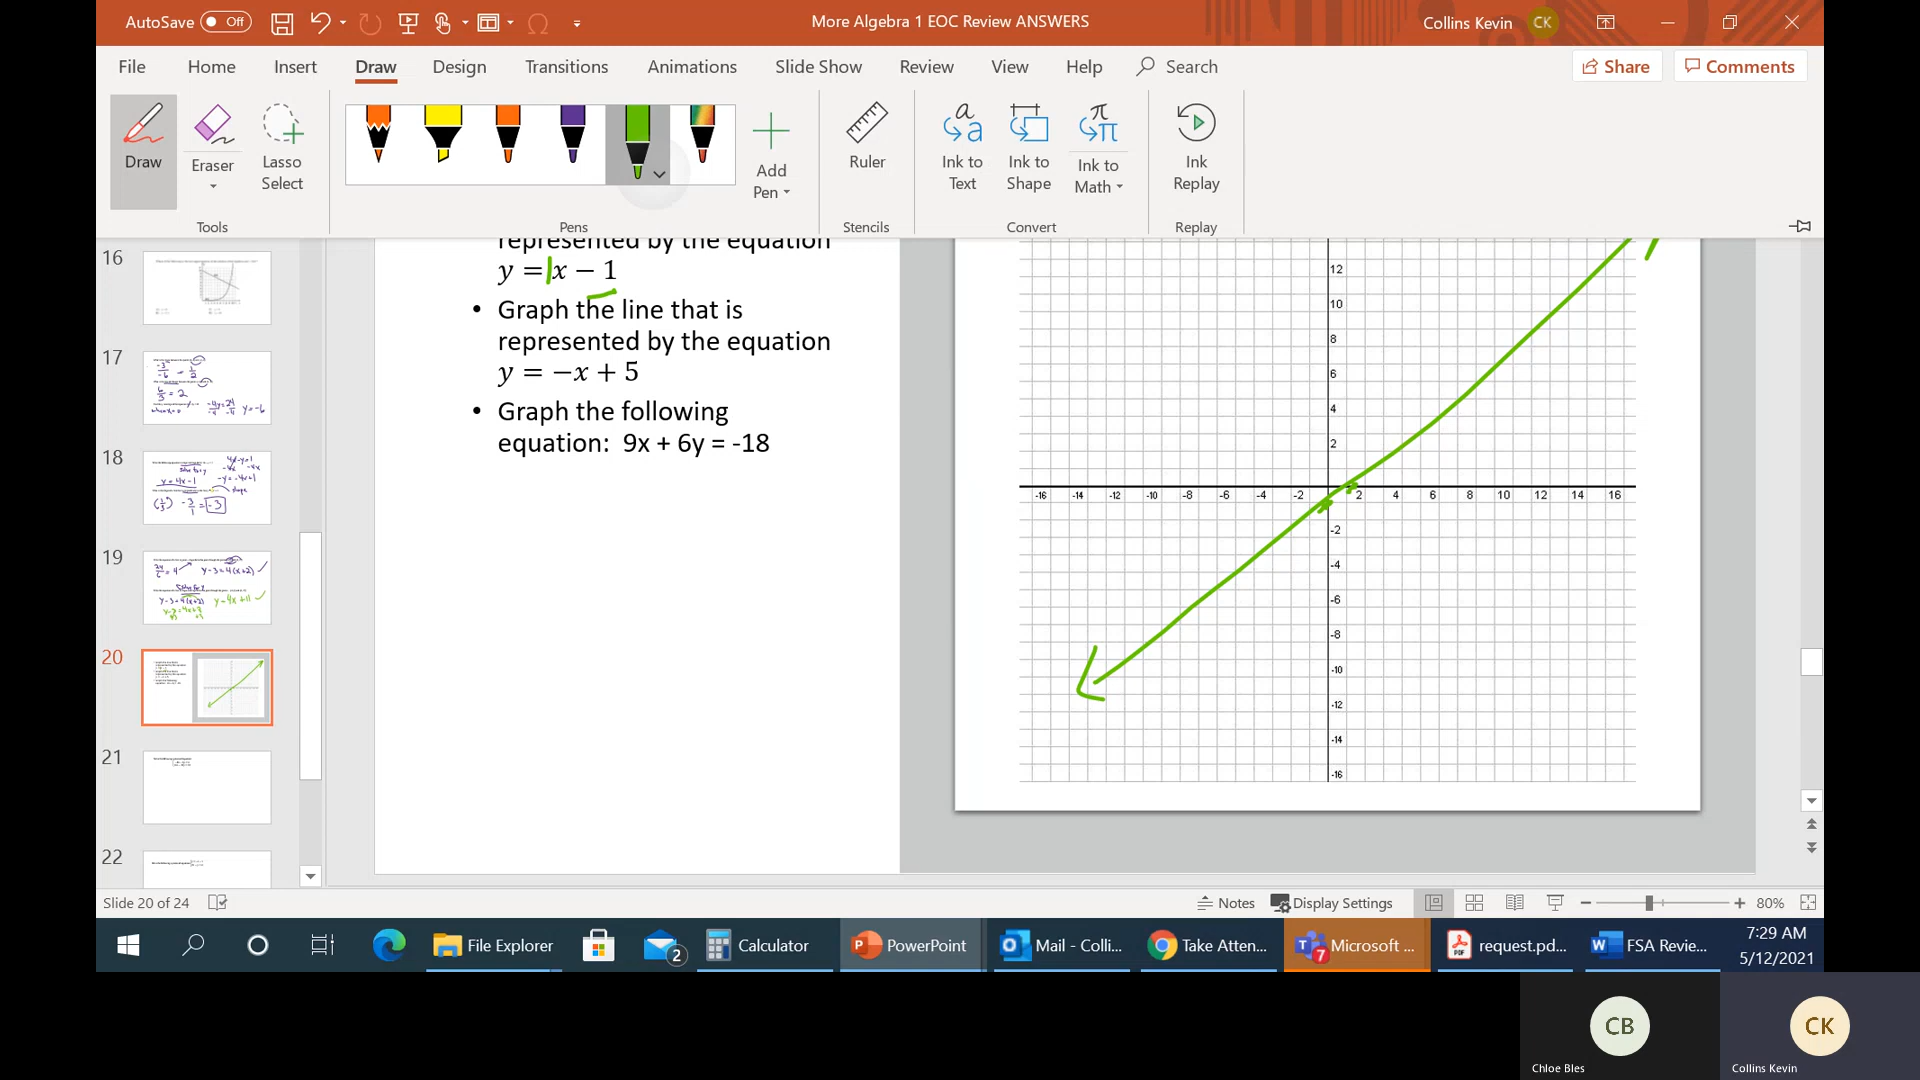 AutoSave Off
More Algebra 1 EOC Review ANSWERS
Collins Kevin CK
File Home Insert Draw Design Transitions Animations Slide Show Review View Help Search
Share Comments
Draw
Eraser
Lasso Select
Add Pen
Ruler
Ink to Text
Ink to Shape
Ink to Math
Ink Replay
Tools Pens Stencils Convert Replay
16
17
18
19
20
21
22
represented by the equation
y = 1x − 1
• Graph the line that is
represented by the equation
y = −x + 5
• Graph the following
equation: 9x + 6y = -18
12
10
8
6
4
2
-16 -14 -12 -10 -8 -6 -4 -2 2 4 6 8 10 12 14 16
-2
-4
-6
-8
-10
-12
-14
-16
Slide 20 of 24
Notes Display Settings 80%
File Explorer
2
Calculator
PowerPoint
Mail - Colli...
Take Atten...
7
Microsoft ...
request.pd...
FSA Revie...
7:29 AM
5/12/2021
CB
Chloe Bles
CK
Collins Kevin